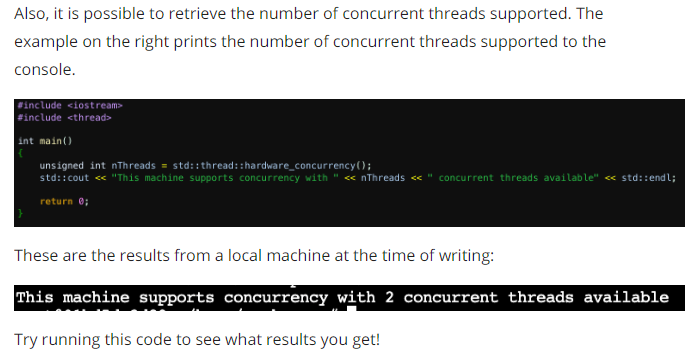 Also, it is possible to retrieve the number of concurrent threads supported. The
example on the right prints the number of concurrent threads supported to the
console.
#include <iostream>
#include <thread>
int main()
{
unsigned int nThreads = std::thread::hardware_concurrency();
std::cout << "This machine supports concurrency with " << nThreads << " concurrent threads available" << std::endl;
return 0;
}
These are the results from a local machine at the time of writing:
This machine supports concurrency with 2 concurrent threads available
Try running this code to see what results you get!